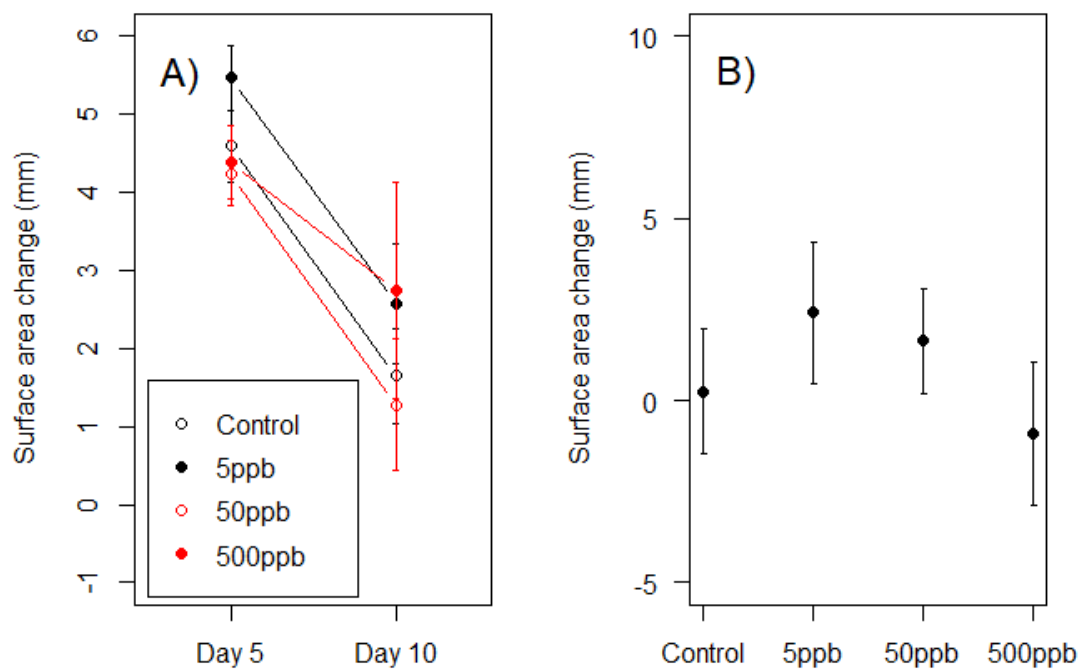 A)
Surface area change (mm)
6
5
4
3
2
1
0
-1
Control
5ppb
50ppb
500ppb
Day 5
Day 10
B)
Surface area change (mm)
10
5
0
-5
Control
5ppb
50ppb
500ppb